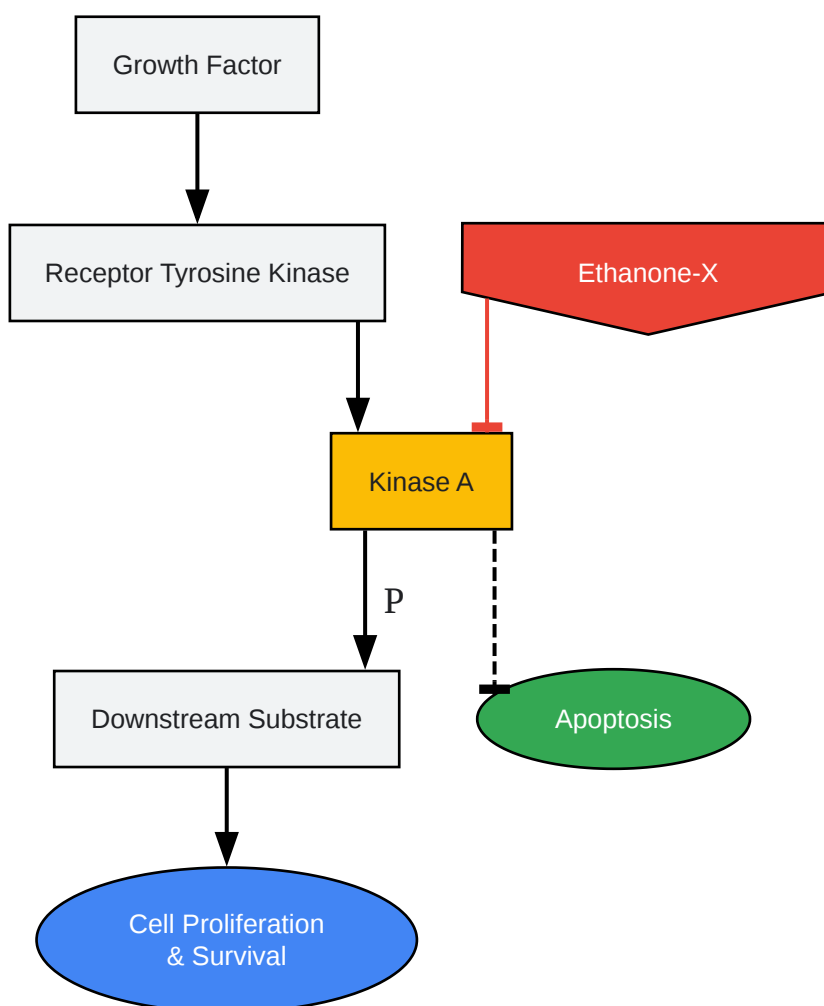 Growth Factor
Receptor Tyrosine Kinase
Ethanone-X
Kinase A
P
Downstream Substrate
Apoptosis
Cell Proliferation
& Survival